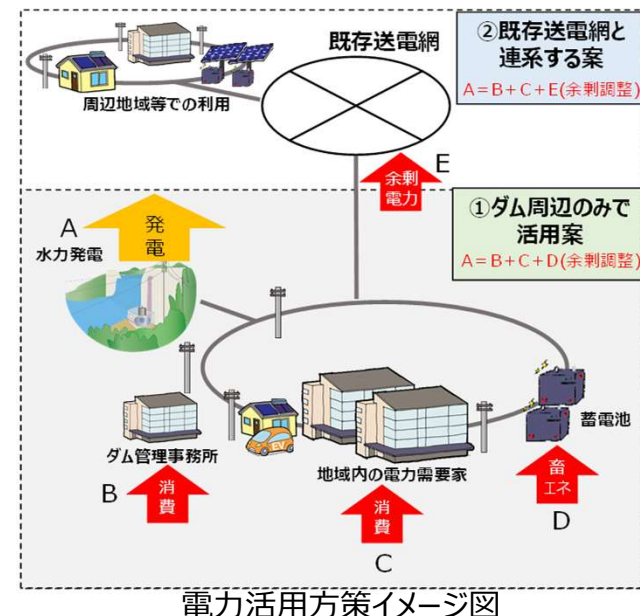 既存送電網
②既存送電網と
連系する案
A=B+C+E(余剰調整)
周辺地域等での利用
E
余剰
電力
①ダム周辺のみで
活用案
A=B+C+D(余剰調整)
A
水力発電
発
電
蓄電池
ダム管理事務所
EV
地域内の電力需要家
B
消
費
C
消
費
畜
エネ
D
電力活用方策イメージ図